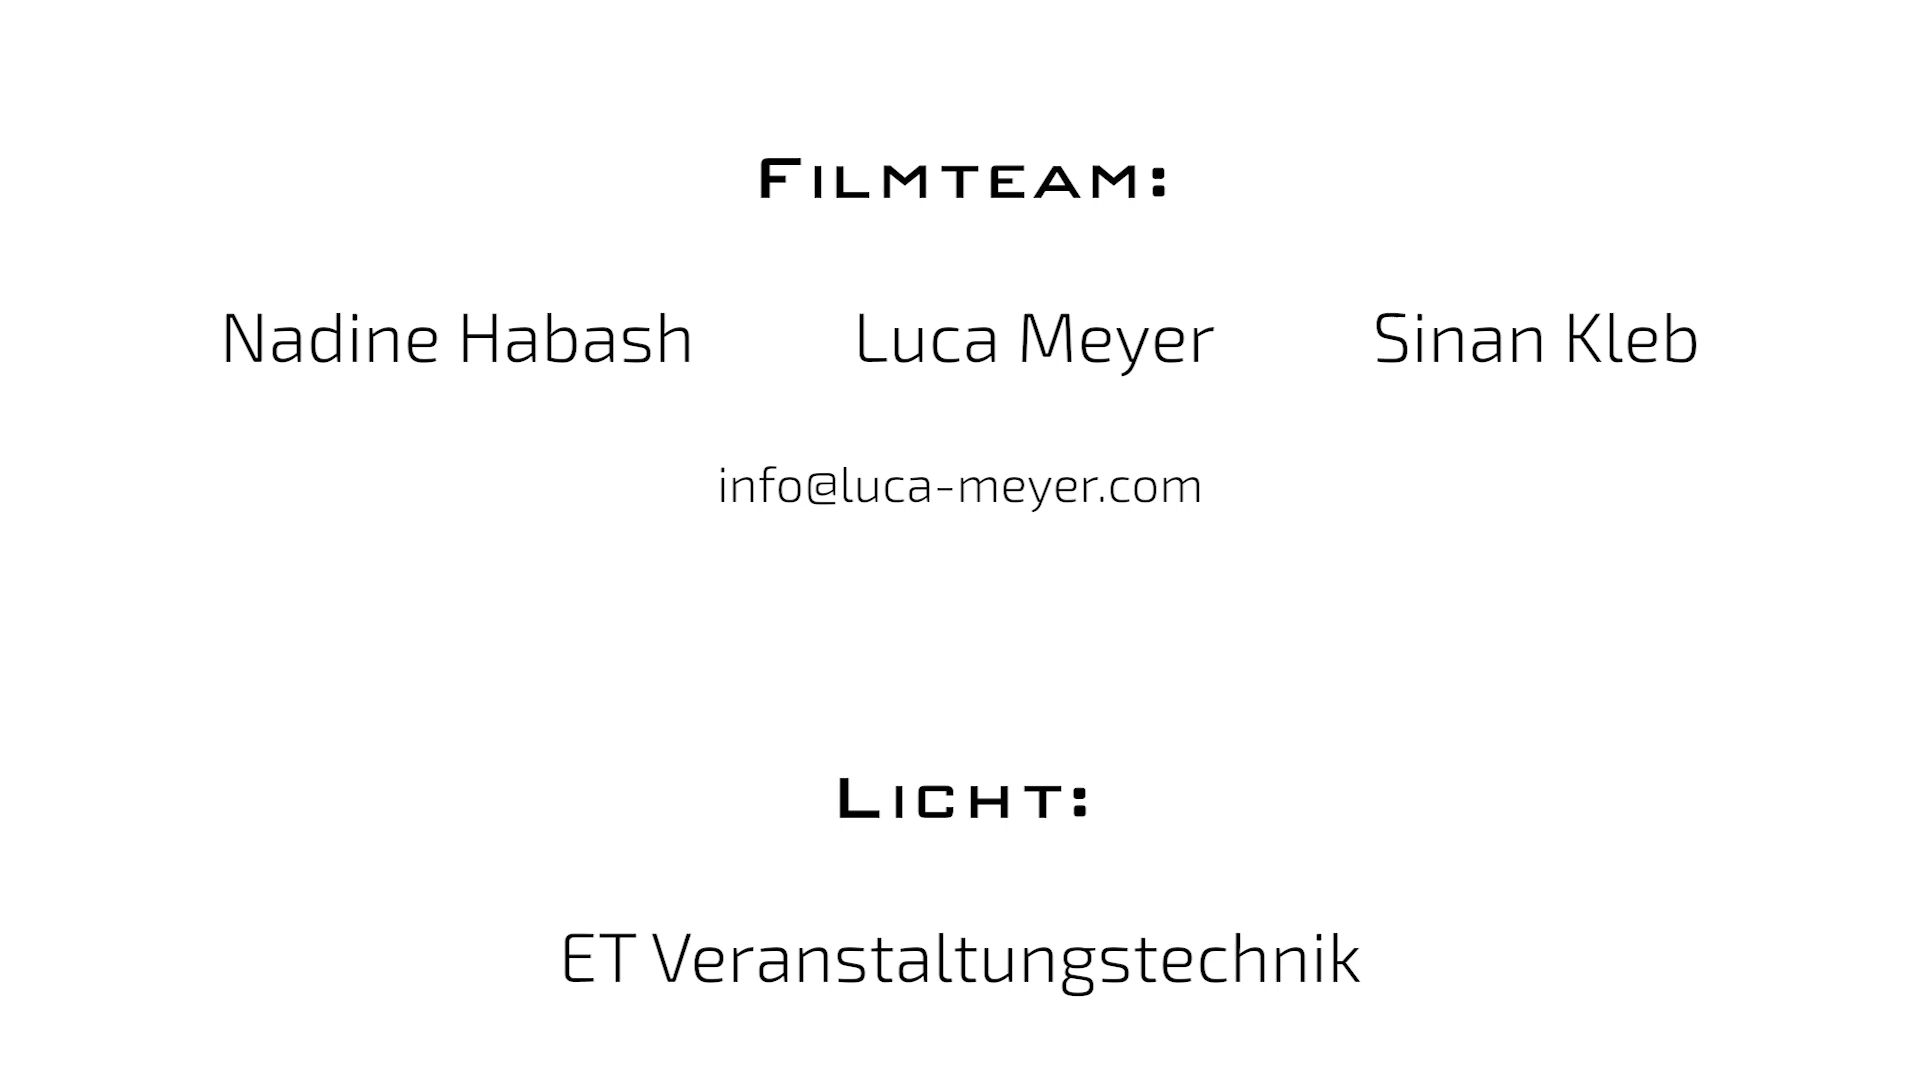 Filmteam:
Nadine Habash Luca Meyer Sinan Kleb
info@luca-meyer.com
Licht:
ET Veranstaltungstechnik